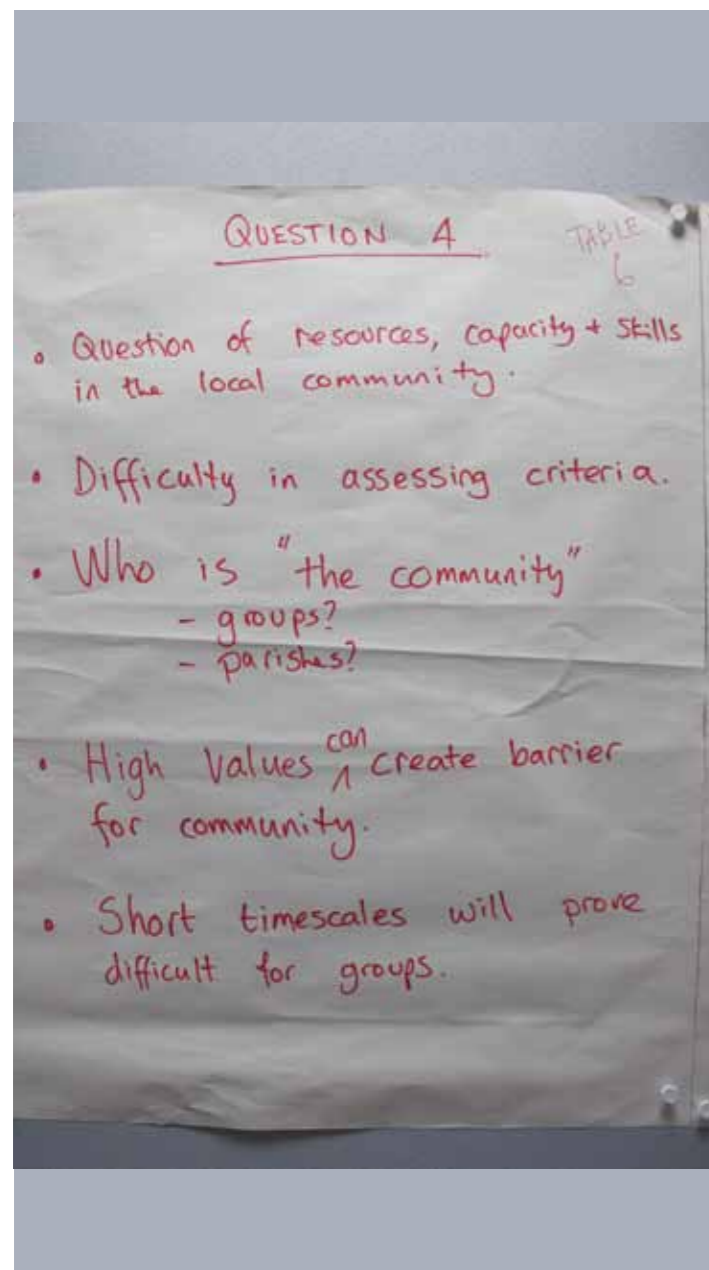 QUESTION 4
TABLE
6
• Question of resources, capacity + skills
in the local community.
• Difficulty in assessing criteria.
• Who is "the community"
- groups?
- parishes?
• High values can create barrier
for community.
• Short timescales will prove
difficult for groups.